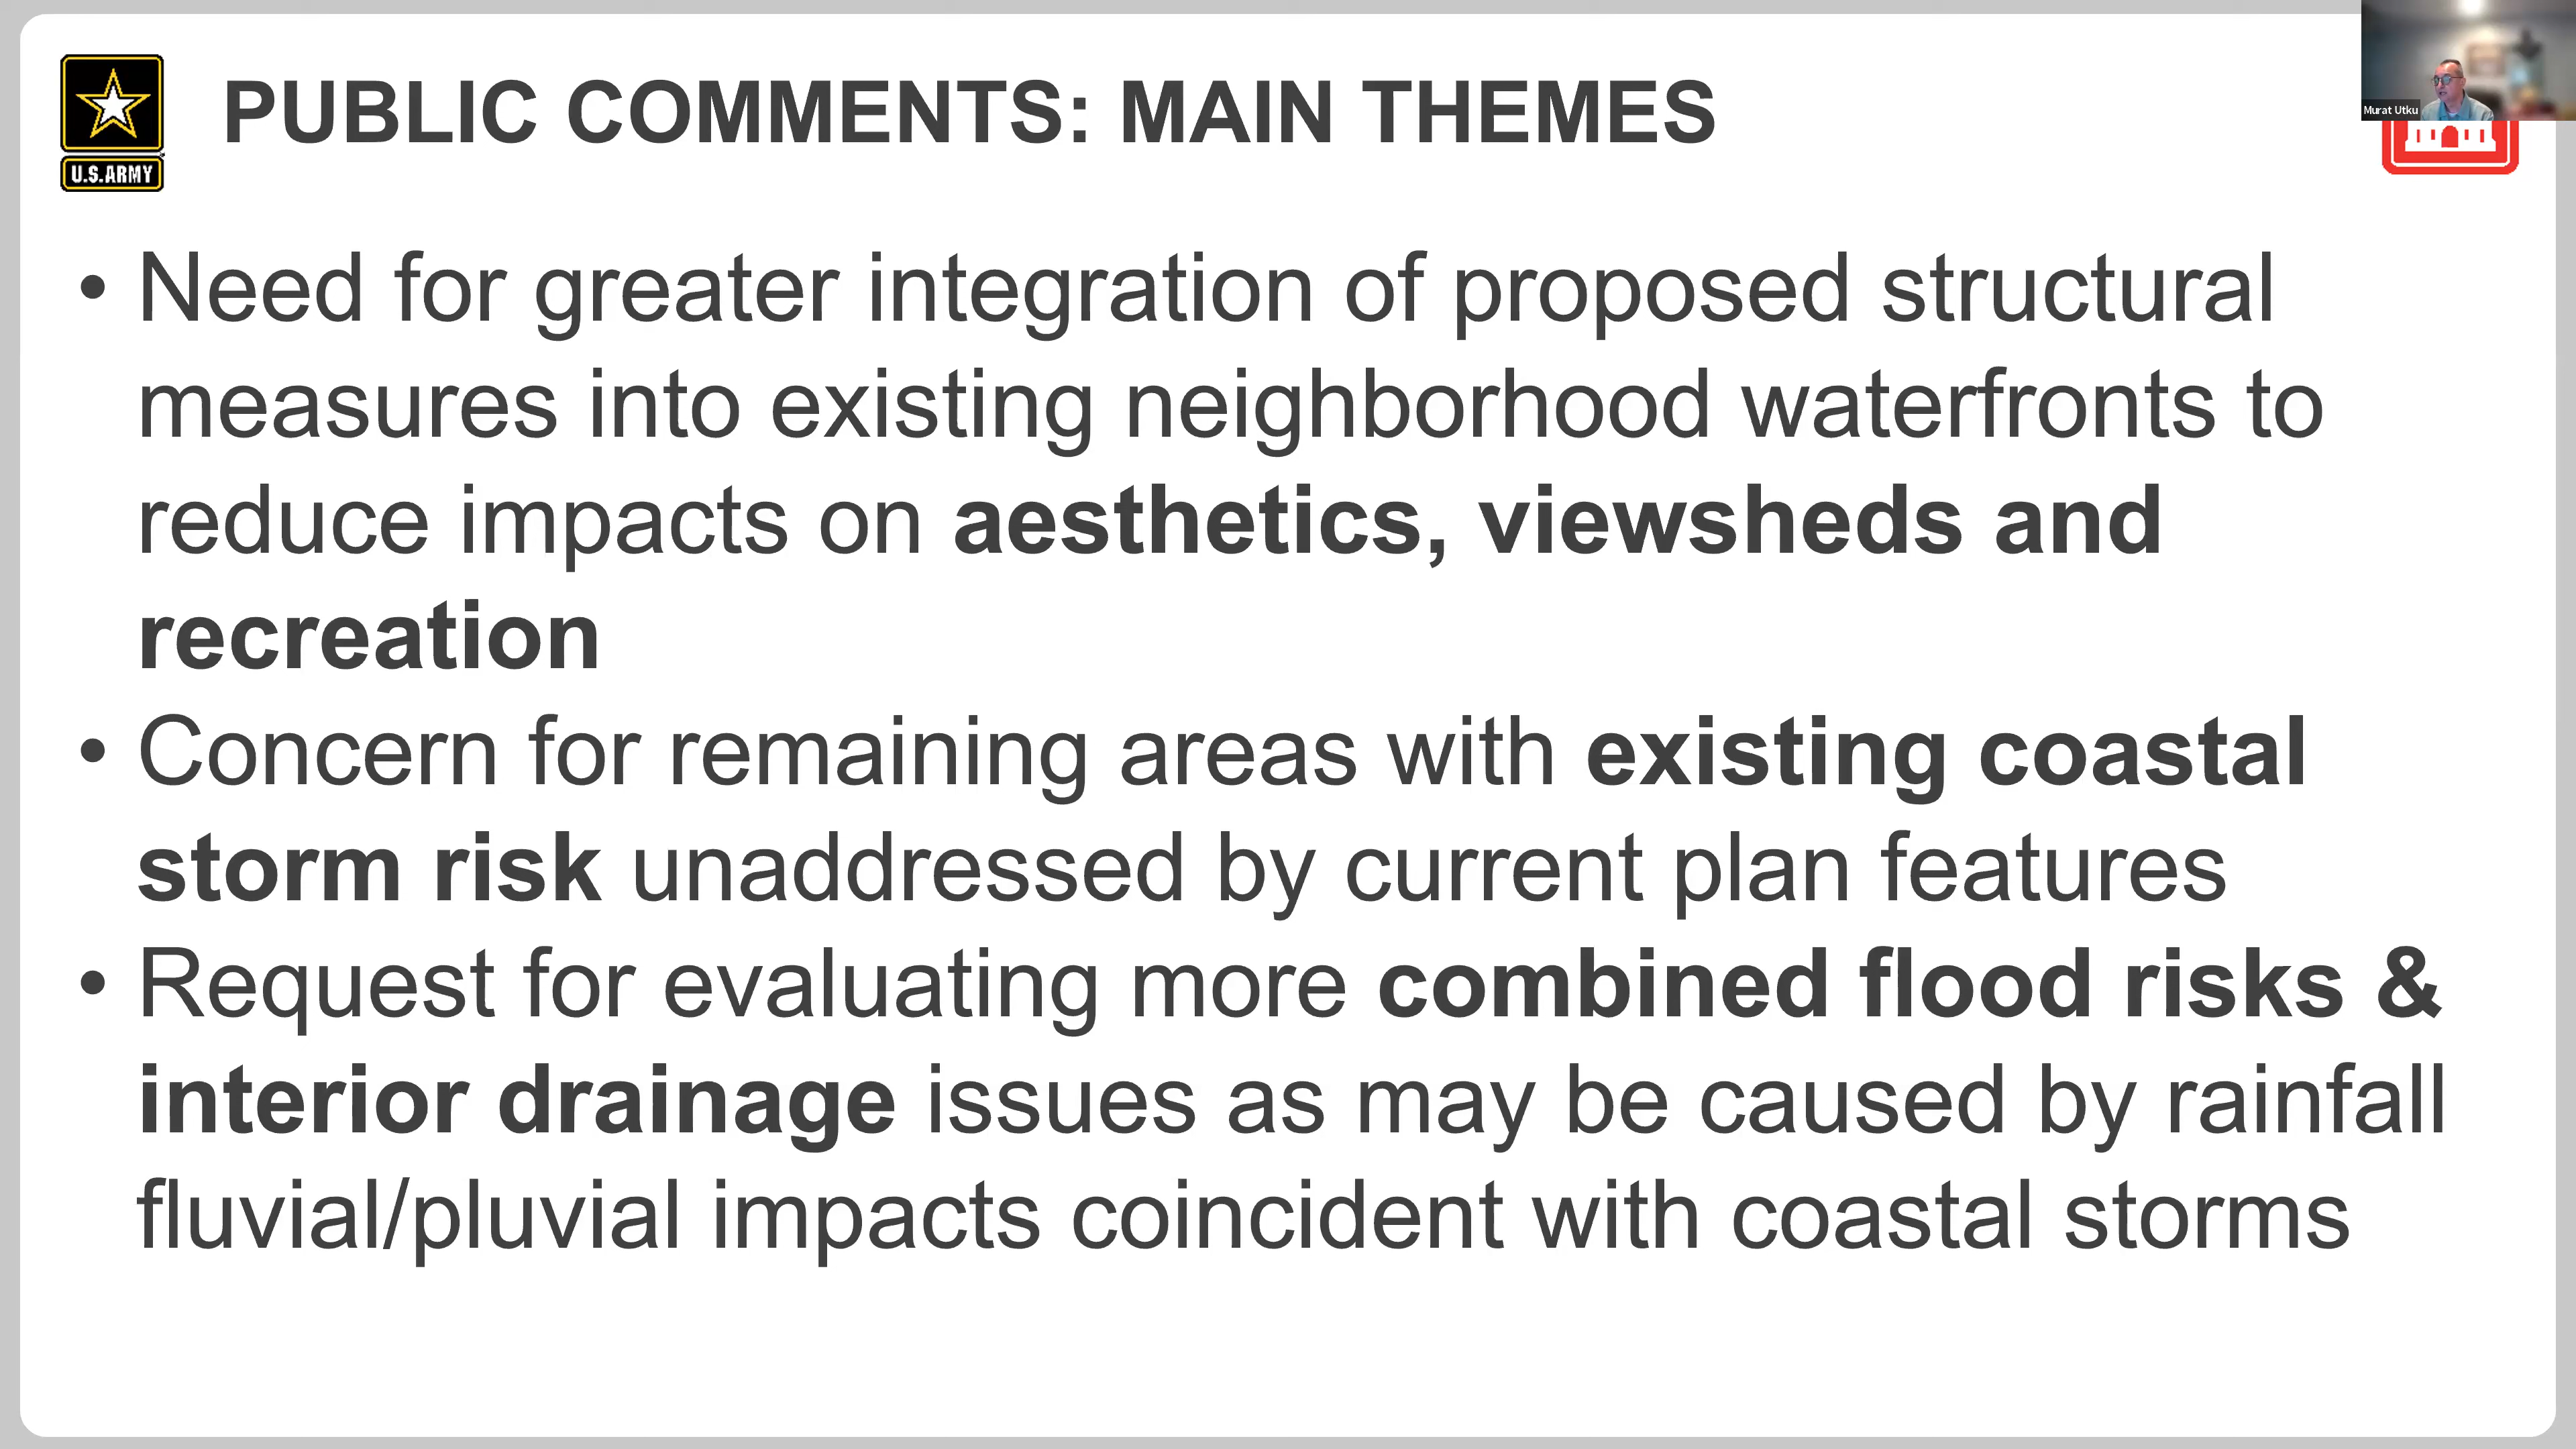 PUBLIC COMMENTS: MAIN THEMES
Murat Utku
U.S.ARMY
• Need for greater integration of proposed structural
measures into existing neighborhood waterfronts to
reduce impacts on aesthetics, viewsheds and
recreation
• Concern for remaining areas with existing coastal
storm risk unaddressed by current plan features
• Request for evaluating more combined flood risks &
interior drainage issues as may be caused by rainfall
fluvial/pluvial impacts coincident with coastal storms